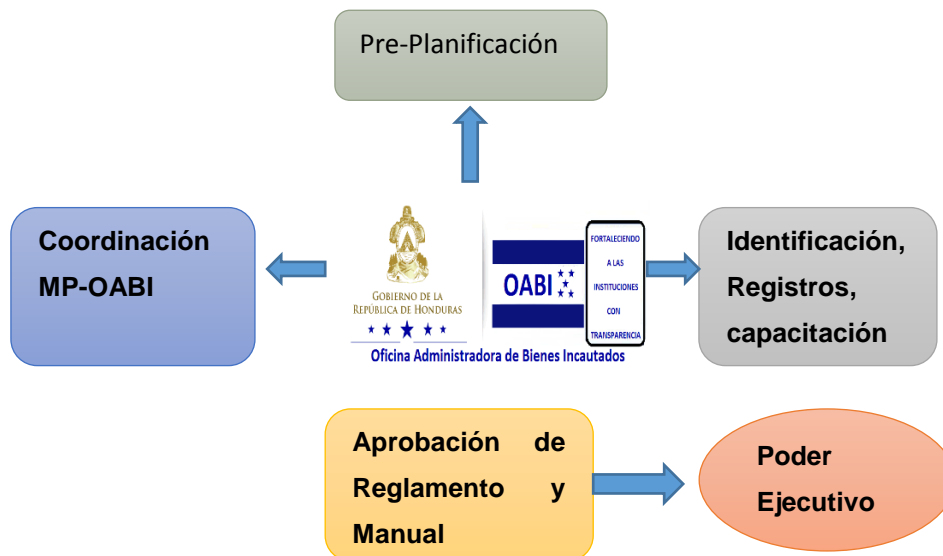 Pre-Planificación
Coordinación
MP-OABI
GOBIERNO DE LA
REPÚBLICA DE HONDURAS
OABI
FORTALECIENDO
A LAS
INSTITUCIONES
CON
TRANSPARENCIA
Oficina Administradora de Bienes Incautados
Identificación,
Registros,
capacitación
Aprobación de
Reglamento y
Manual
Poder
Ejecutivo